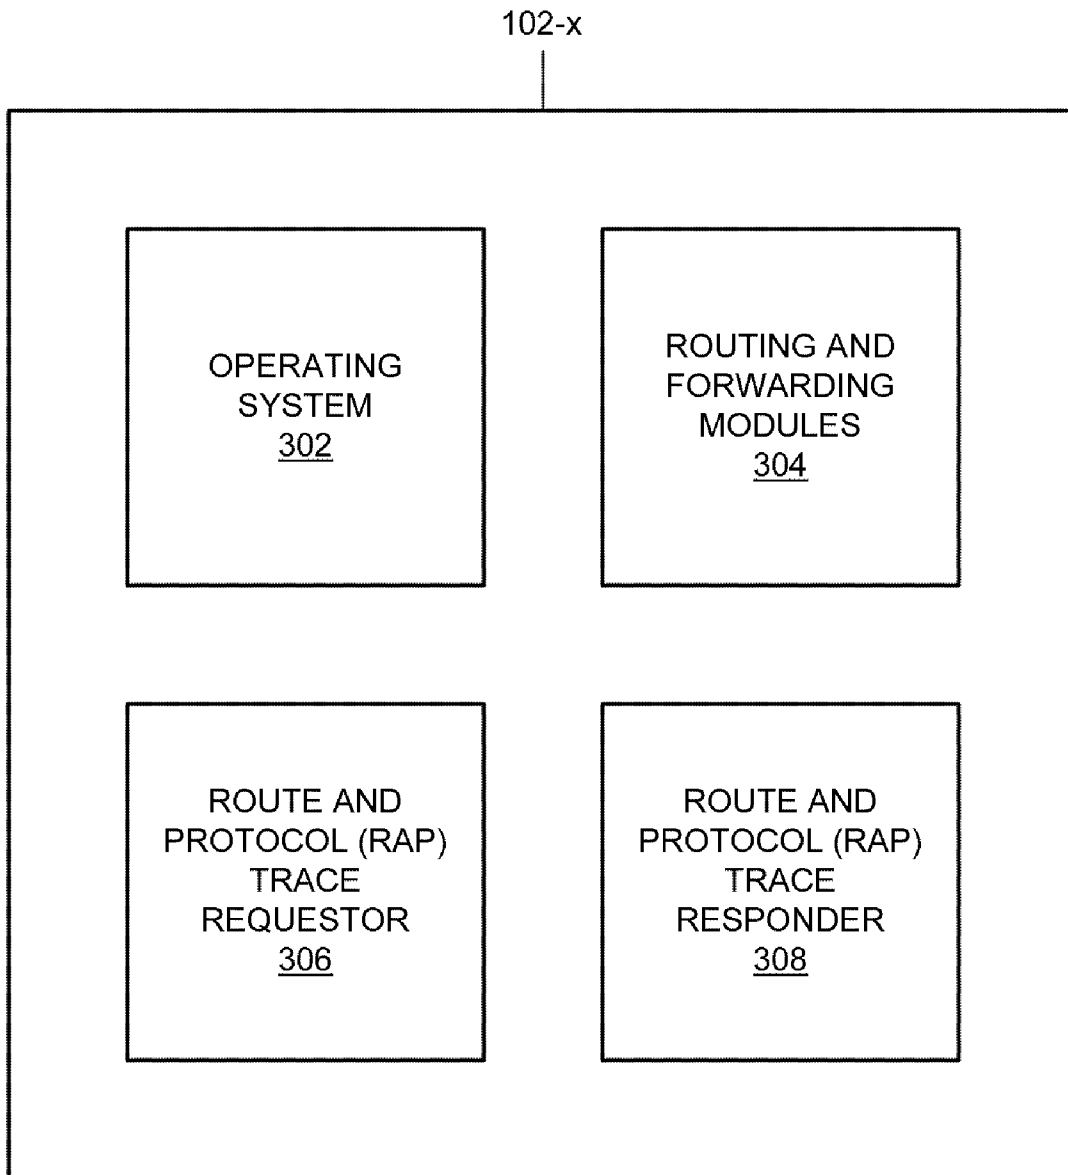 102-x
OPERATING
SYSTEM
302
ROUTING AND
FORWARDING
MODULES
304
ROUTE AND
PROTOCOL (RAP)
TRACE
REQUESTOR
306
ROUTE AND
PROTOCOL (RAP)
TRACE
RESPONDER
308